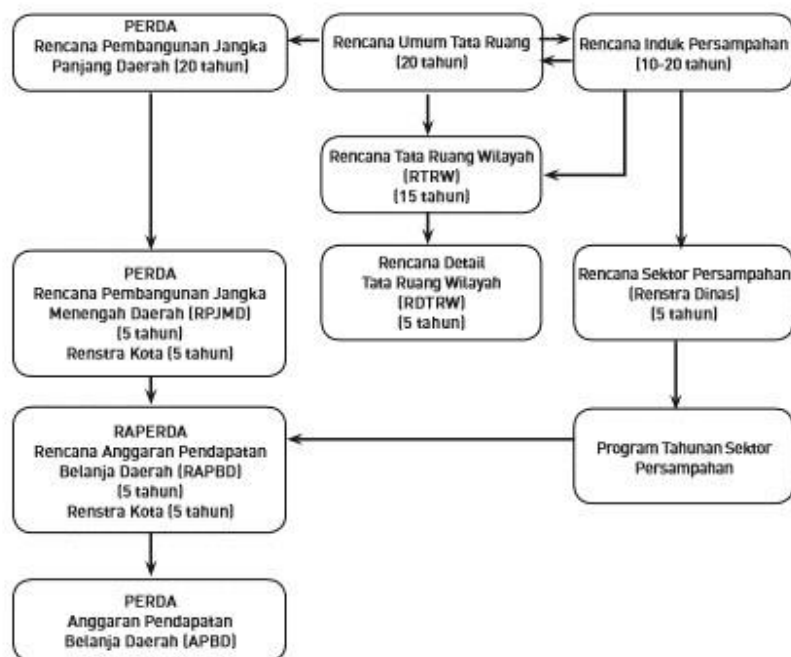 PERDA
Rencana Pembangunan Jangka
Panjang Daerah (20 tahun)
Rencana Umum Tata Ruang
(20 tahun)
Rencana Induk Persampahan
(10-20 tahun)
Rencana Tata Ruang Wilayah
(RTRW)
(15 tahun)
PERDA
Rencana Pembangunan Jangka
Menengah Daerah (RPJMD)
(5 tahun)
Renstra Kota (5 tahun)
Rencana Detail
Tata Ruang Wilayah
(RDTRW)
(5 tahun)
Rencana Sektor Persampahan
(Renstra Dinas)
(5 tahun)
RAPERDA
Rencana Anggaran Pendapatan
Belanja Daerah (RAPBD)
(5 tahun)
Renstra Kota (5 tahun)
Program Tahunan Sektor
Persampahan
PERDA
Anggaran Pendapatan
Belanja Daerah (APBD)